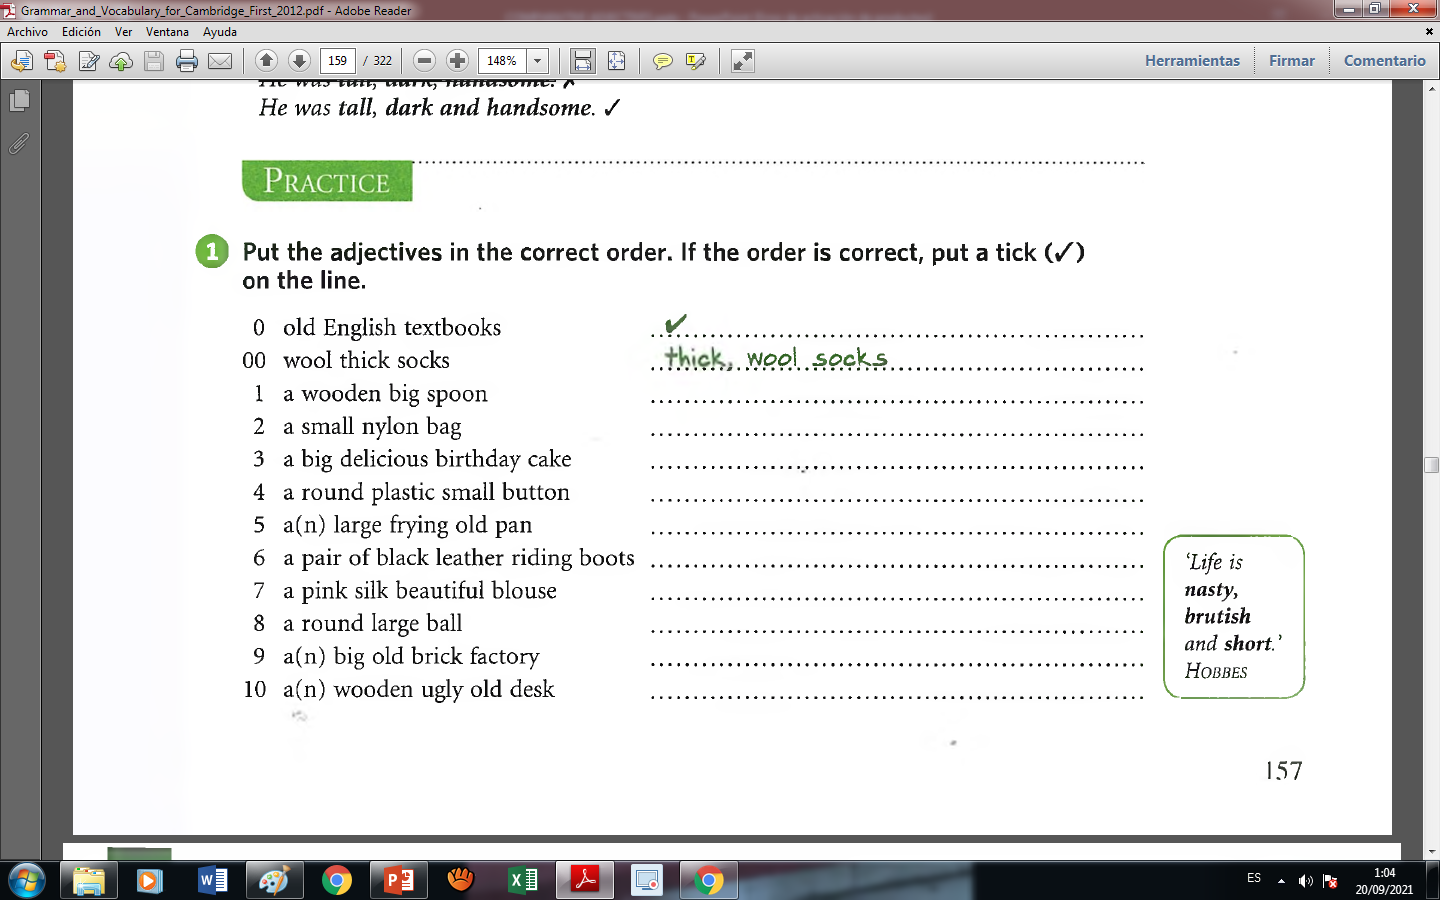 Grammar_and_Vocabulary_for_Cambridge_First_2012.pdf - Adobe Reader
Archivo Edición Ver Ventana Ayuda
159 / 322 148% Herramientas Firmar Comentario
He was tall, dark, handsome. ✗
He was tall, dark and handsome. ✓
PRACTICE
1 Put the adjectives in the correct order. If the order is correct, put a tick (✓)
on the line.
0 old English textbooks ✓
00 wool thick socks thick, wool socks
1 a wooden big spoon
2 a small nylon bag
3 a big delicious birthday cake
4 a round plastic small button
5 a(n) large frying old pan
6 a pair of black leather riding boots
7 a pink silk beautiful blouse
8 a round large ball
9 a(n) big old brick factory
10 a(n) wooden ugly old desk
'Life is
nasty,
brutish
and short.'
HOBBES
157
ES 1:04
20/09/2021